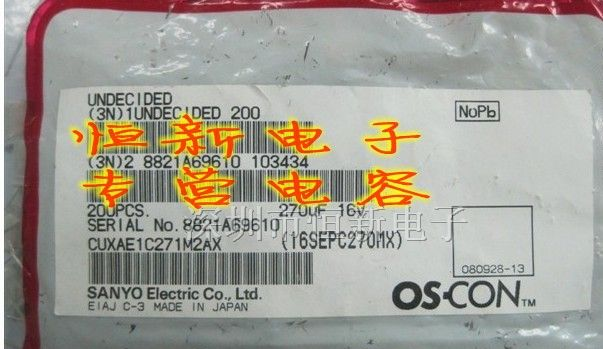 UNDECIDED
(3N)1UNDECIDED 200
NoPb
恒新电子
(3N)2 8821A69610 103434
专营电容
200PCS. 270UF 16V
SERIAL No.8821A69610
深圳市恒新电子
CUXAE1C271M2AX (16SEPC270MX)
080928-13
SANYO Electric Co., Ltd.
EIAJ C-3 MADE IN JAPAN
OS-CON TM